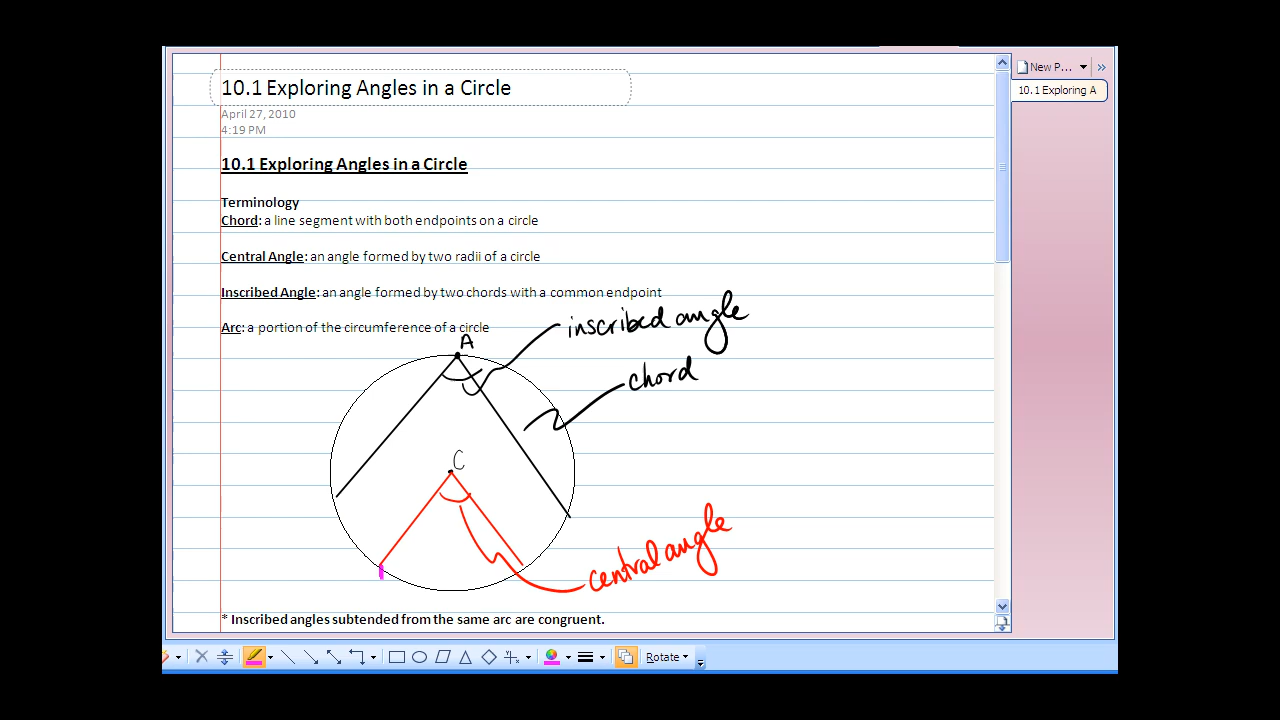 10.1 Exploring Angles in a Circle
New P...
10.1 Exploring A
April 27, 2010
4:19 PM
10.1 Exploring Angles in a Circle
Terminology
Chord: a line segment with both endpoints on a circle
Central Angle: an angle formed by two radii of a circle
Inscribed Angle: an angle formed by two chords with a common endpoint
Arc: a portion of the circumference of a circle
inscribed angle
A
chord
C
central angle
* Inscribed angles subtended from the same arc are congruent.
Rotate